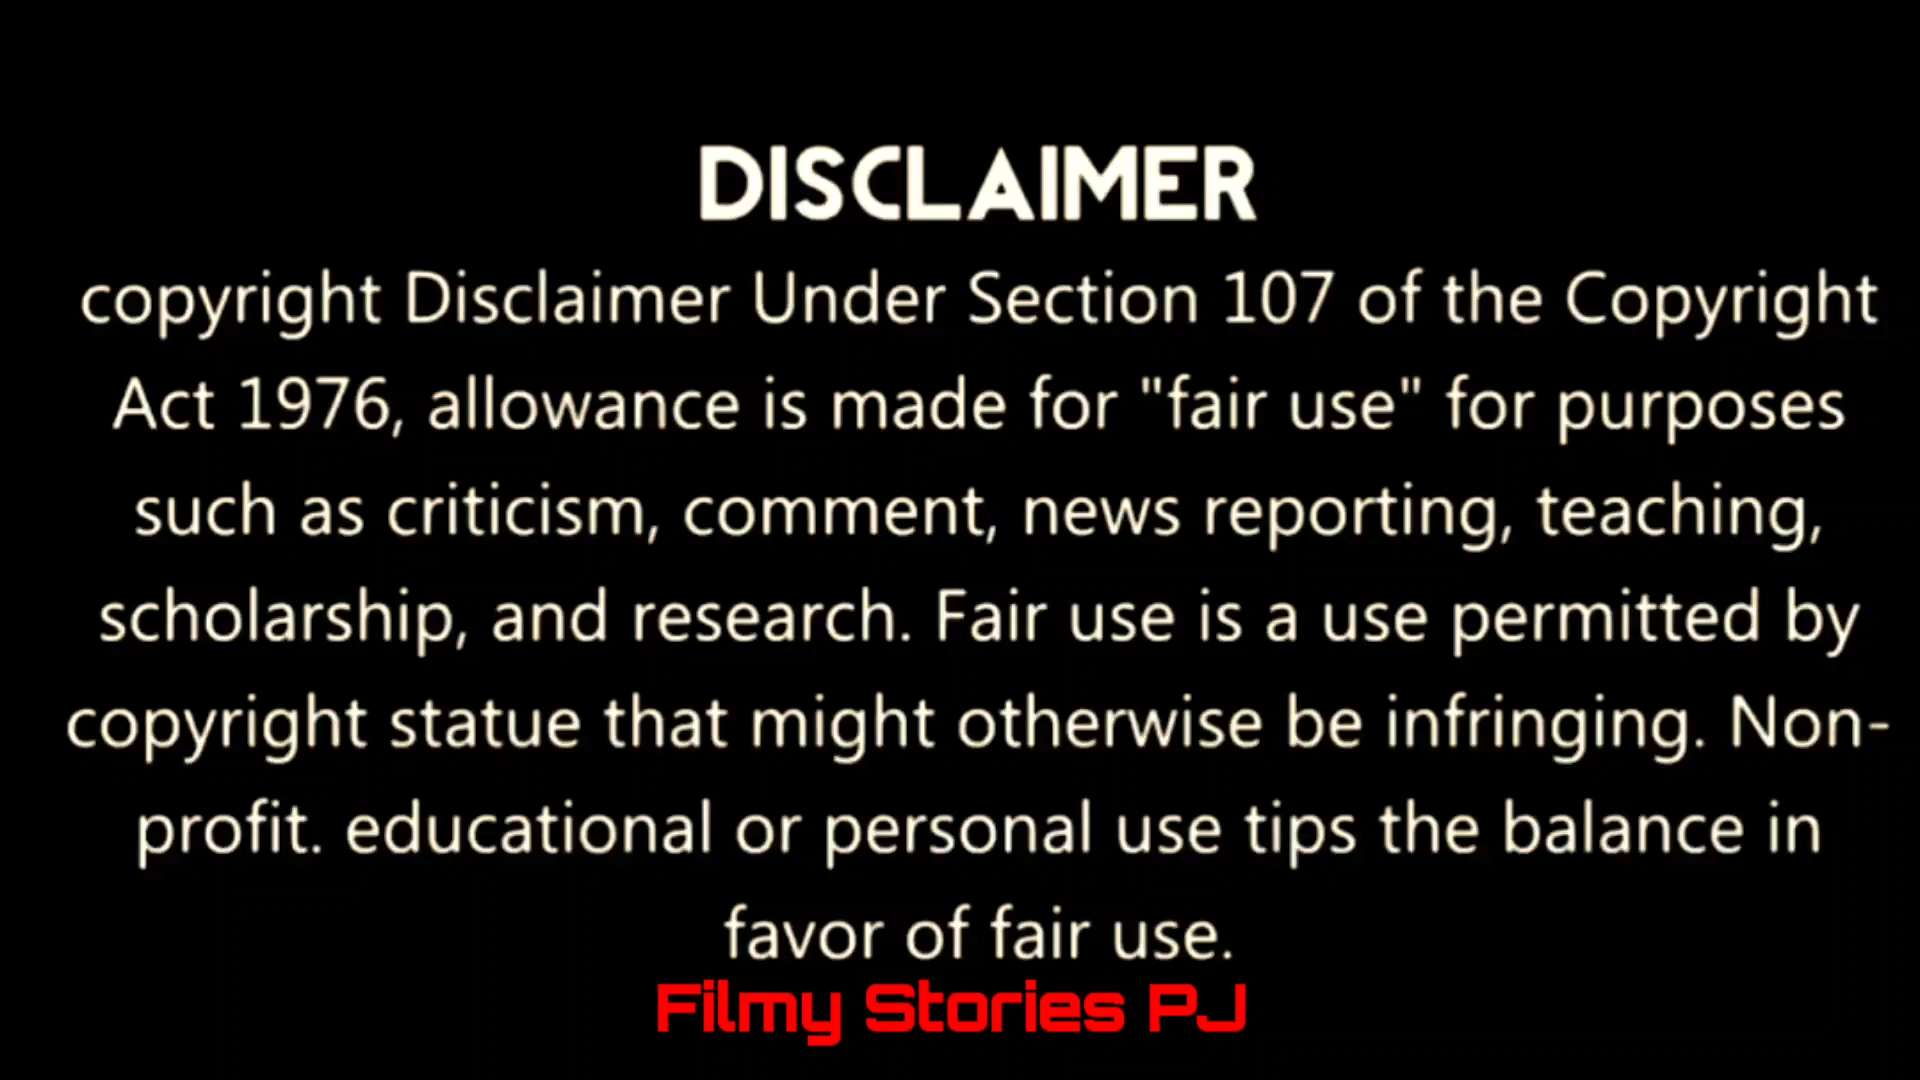 DISCLAIMER
copyright Disclaimer Under Section 107 of the Copyright
Act 1976, allowance is made for "fair use" for purposes
such as criticism, comment, news reporting, teaching,
scholarship, and research. Fair use is a use permitted by
copyright statue that might otherwise be infringing. Non-
profit. educational or personal use tips the balance in
favor of fair use.
Filmy Stories PJ